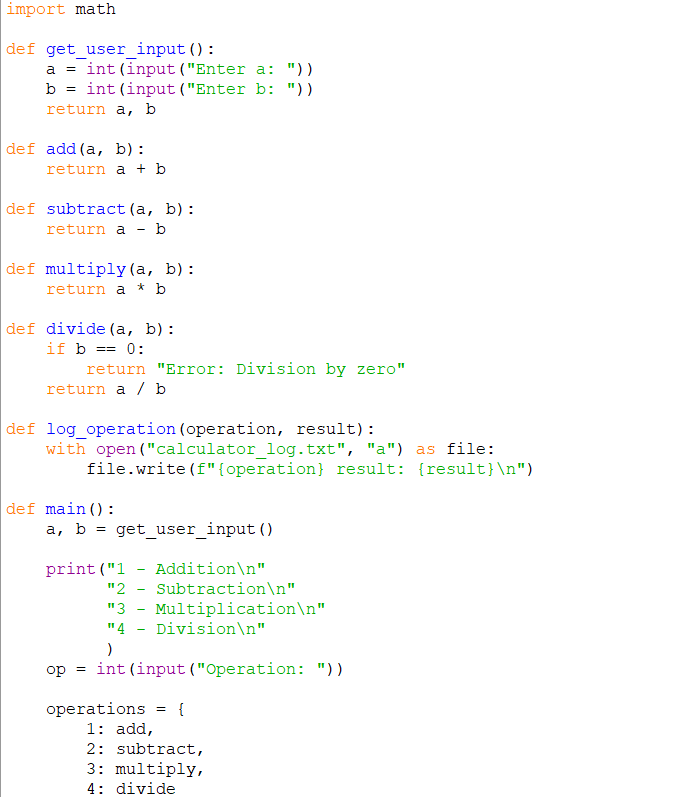 import math

def get_user_input():
    a = int(input("Enter a: "))
    b = int(input("Enter b: "))
    return a, b

def add(a, b):
    return a + b

def subtract(a, b):
    return a - b

def multiply(a, b):
    return a * b

def divide(a, b):
    if b == 0:
        return "Error: Division by zero"
    return a / b

def log_operation(operation, result):
    with open("calculator_log.txt", "a") as file:
        file.write(f"{operation} result: {result}\n")

def main():
    a, b = get_user_input()

    print("1 - Addition\n"
          "2 - Subtraction\n"
          "3 - Multiplication\n"
          "4 - Division\n"
          )
    op = int(input("Operation: "))

    operations = {
        1: add,
        2: subtract,
        3: multiply,
        4: divide